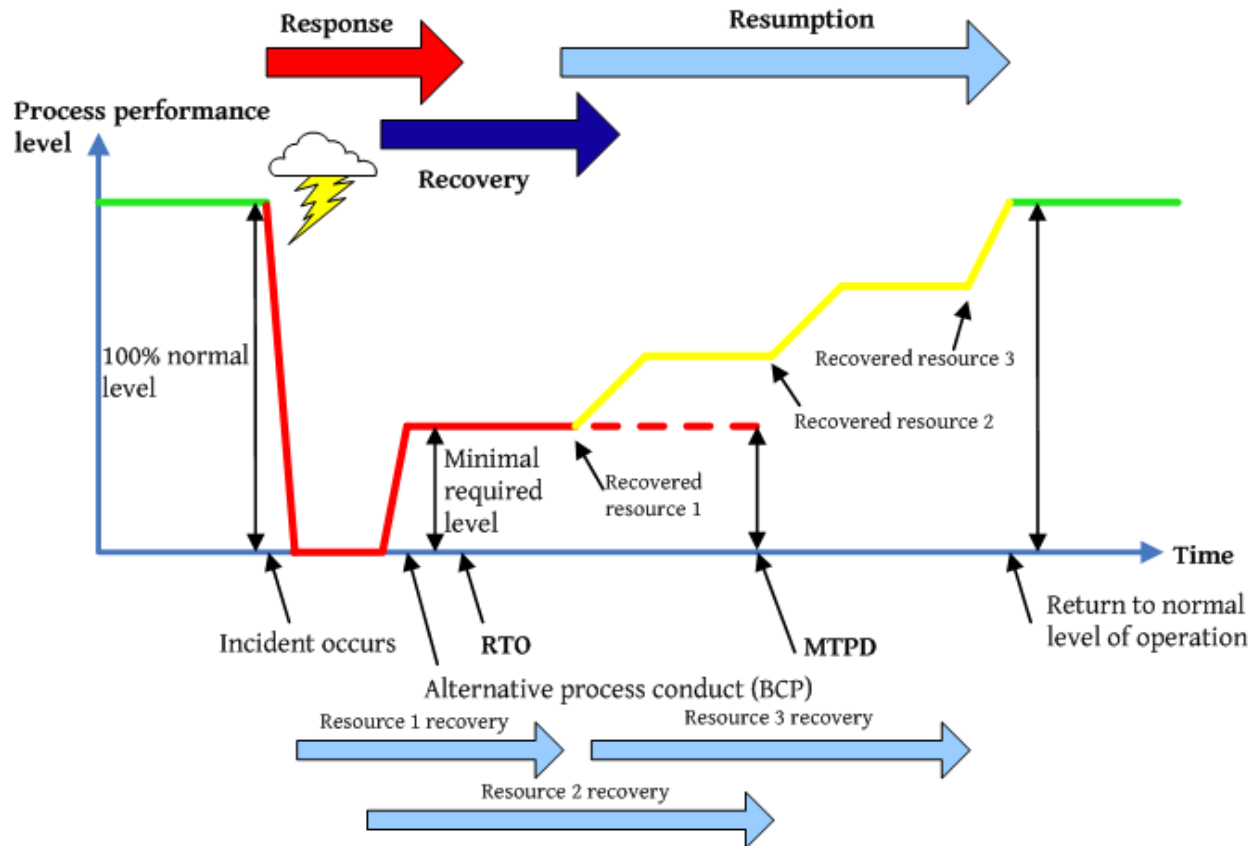 Response
Resumption
Process performance
level
Recovery
100% normal
level
Recovered resource 3
Recovered resource 2
Minimal
required
level
Recovered
resource 1
Time
Incident occurs
RTO
MTPD
Return to normal
level of operation
Alternative process conduct (BCP)
Resource 1 recovery
Resource 3 recovery
Resource 2 recovery